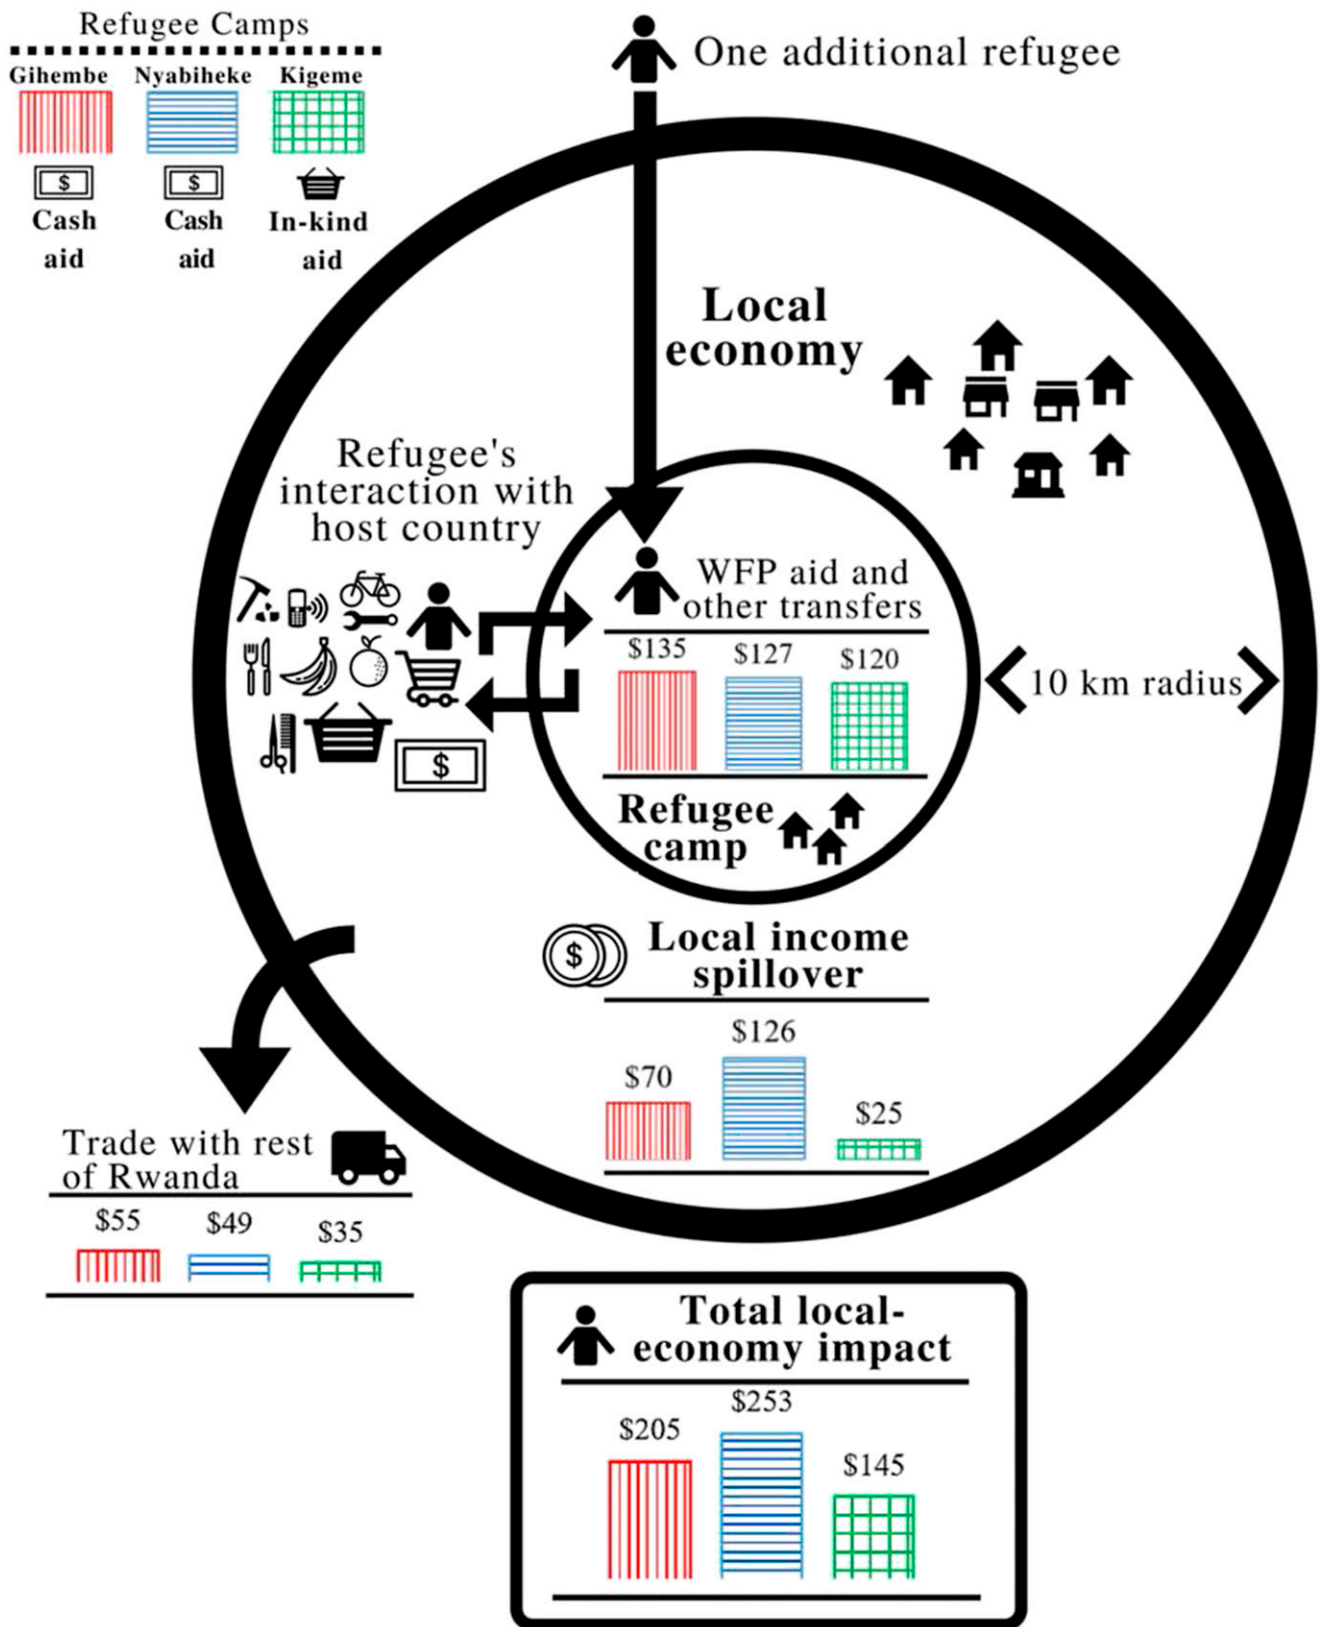 Refugee Camps
Gihembe Nyabiheke Kigeme
$ $
Cash Cash In-kind
aid aid aid
One additional refugee
Local
economy
Refugee's
interaction with
host country
$
WFP aid and
other transfers
$135 $127 $120
Refugee
camp
10 km radius
$
Local income
spillover
$70 $126 $25
Trade with rest
of Rwanda
$55 $49 $35
Total local-
economy impact
$205 $253 $145